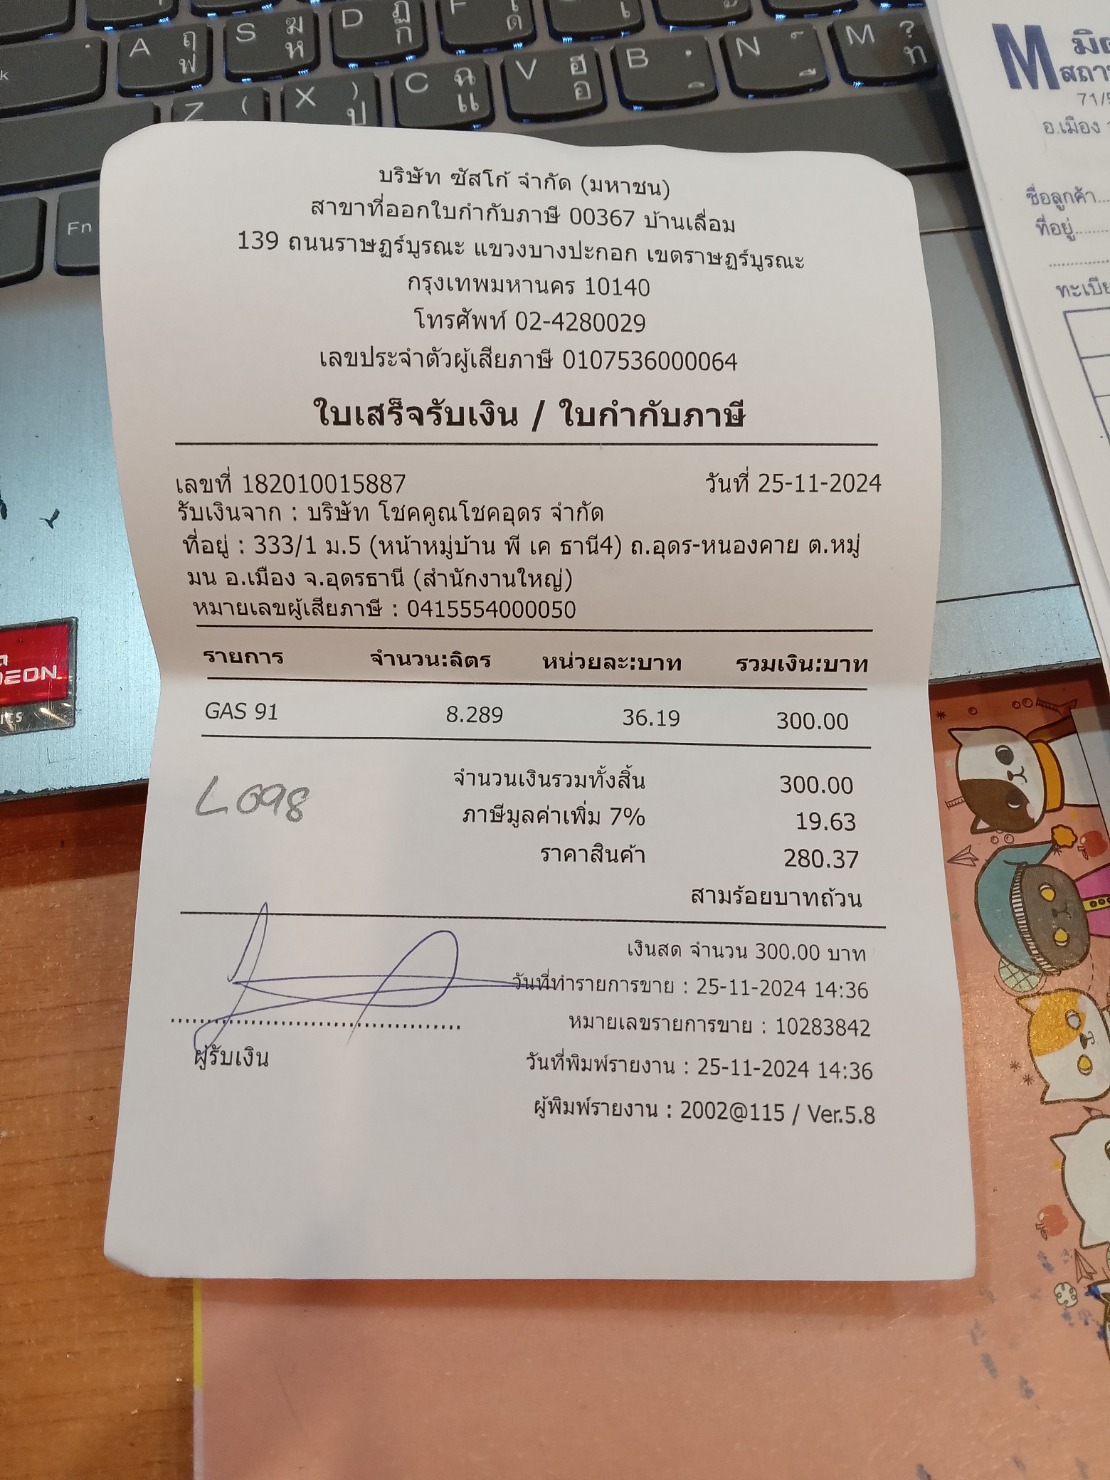 บริษัท ซัสโก้ จำกัด (มหาชน)
สาขาที่ออกใบกำกับภาษี 00367 บ้านเลื่อม
139 ถนนราษฎร์บูรณะ แขวงบางปะกอก เขตราษฎร์บูรณะ
กรุงเทพมหานคร 10140
โทรศัพท์ 02-4280029
เลขประจำตัวผู้เสียภาษี 0107536000064
ใบเสร็จรับเงิน / ใบกำกับภาษี
เลขที่ 182010015887 วันที่ 25-11-2024
รับเงินจาก : บริษัท โชคคูณโชคอุดร จำกัด
ที่อยู่ : 333/1 ม.5 (หน้าหมู่บ้าน พี เค ธานี4) ถ.อุดร-หนองคาย ต.หมู่
มน อ.เมือง จ.อุดรธานี (สำนักงานใหญ่)
หมายเลขผู้เสียภาษี : 0415554000050
รายการ จำนวน:ลิตร หน่วยละ:บาท รวมเงิน:บาท
GAS 91 8.289 36.19 300.00
จำนวนเงินรวมทั้งสิ้น 300.00
ภาษีมูลค่าเพิ่ม 7% 19.63
ราคาสินค้า 280.37
สามร้อยบาทถ้วน
L098
เงินสด จำนวน 300.00 บาท
วันที่ทำรายการขาย : 25-11-2024 14:36
หมายเลขรายการขาย : 10283842
ผู้รับเงิน
วันที่พิมพ์รายงาน : 25-11-2024 14:36
ผู้พิมพ์รายงาน : 2002@115 / Ver.5.8
M
71/
อ.เมือง
ชื่อลูกค้า
ที่อยู่
A S D
Z X C V B N M
Fn